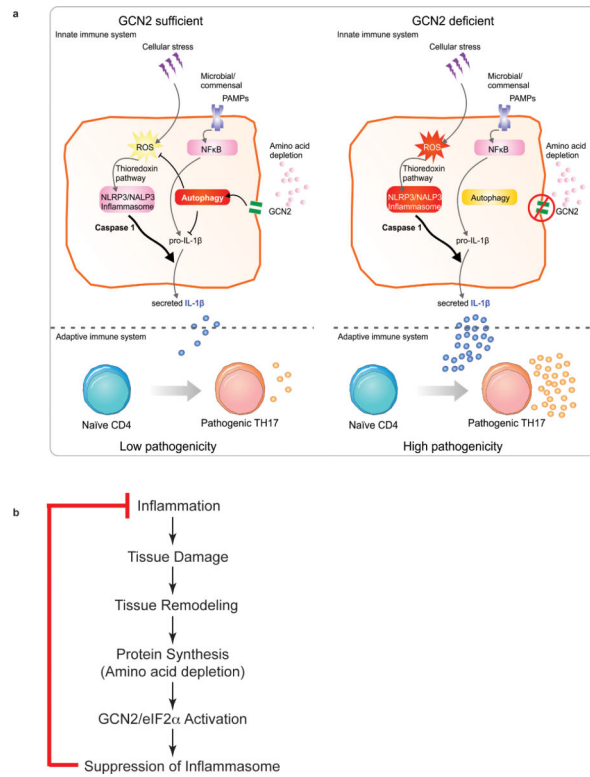 a
GCN2 sufficient
Innate immune system
Cellular stress
Microbial/
commensal
PAMPs
ROS
NFκB
Amino acid
depletion
Thioredoxin
pathway
NLRP3/NALP3
Inflammasome
Autophagy
GCN2
Caspase 1
pro-IL-1β
secreted IL-1β
Adaptive immune system
Naïve CD4
Pathogenic TH17
Low pathogenicity
GCN2 deficient
Innate immune system
Cellular stress
Microbial/
commensal
PAMPs
ROS
NFκB
Amino acid
depletion
Thioredoxin
pathway
NLRP3/NALP3
Inflammasome
Autophagy
GCN2
Caspase 1
pro-IL-1β
secreted IL-1β
Adaptive immune system
Naïve CD4
Pathogenic TH17
High pathogenicity
b
Inflammation
Tissue Damage
Tissue Remodeling
Protein Synthesis
(Amino acid depletion)
GCN2/eIF2α Activation
Suppression of Inflammasome